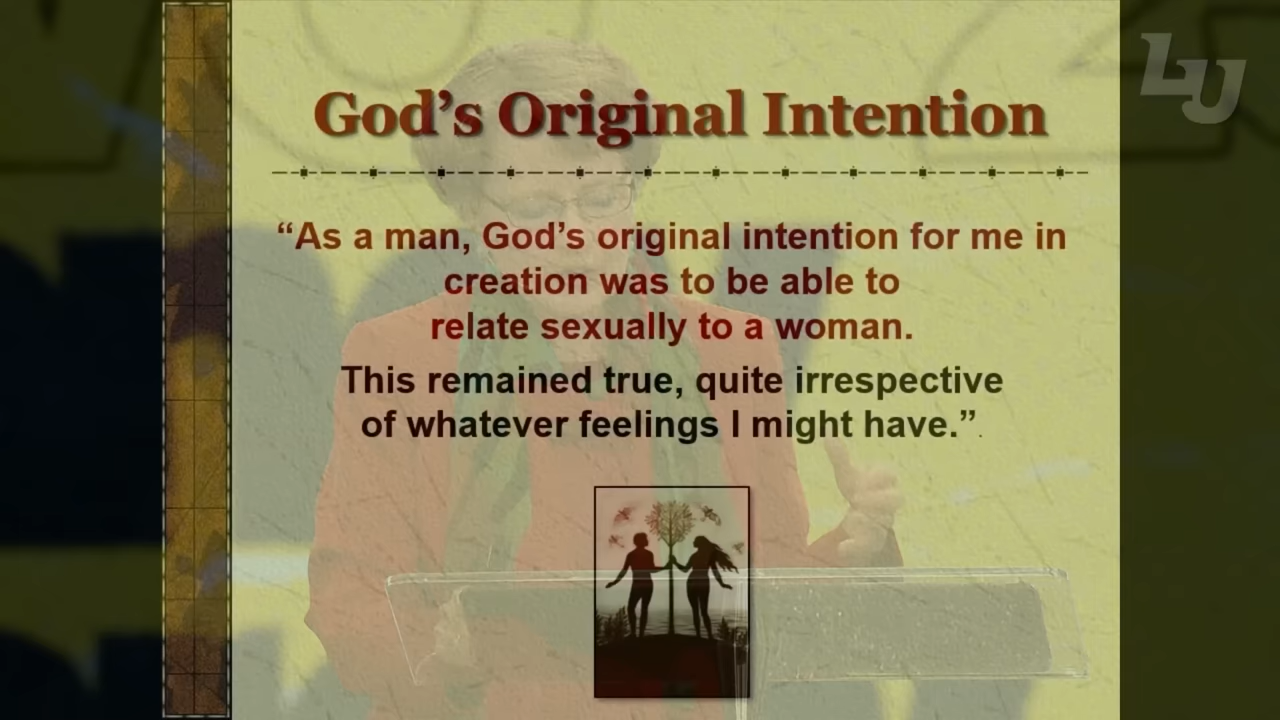 LU
God's Original Intention
“As a man, God's original intention for me in
creation was to be able to
relate sexually to a woman.
This remained true, quite irrespective
of whatever feelings I might have.”.